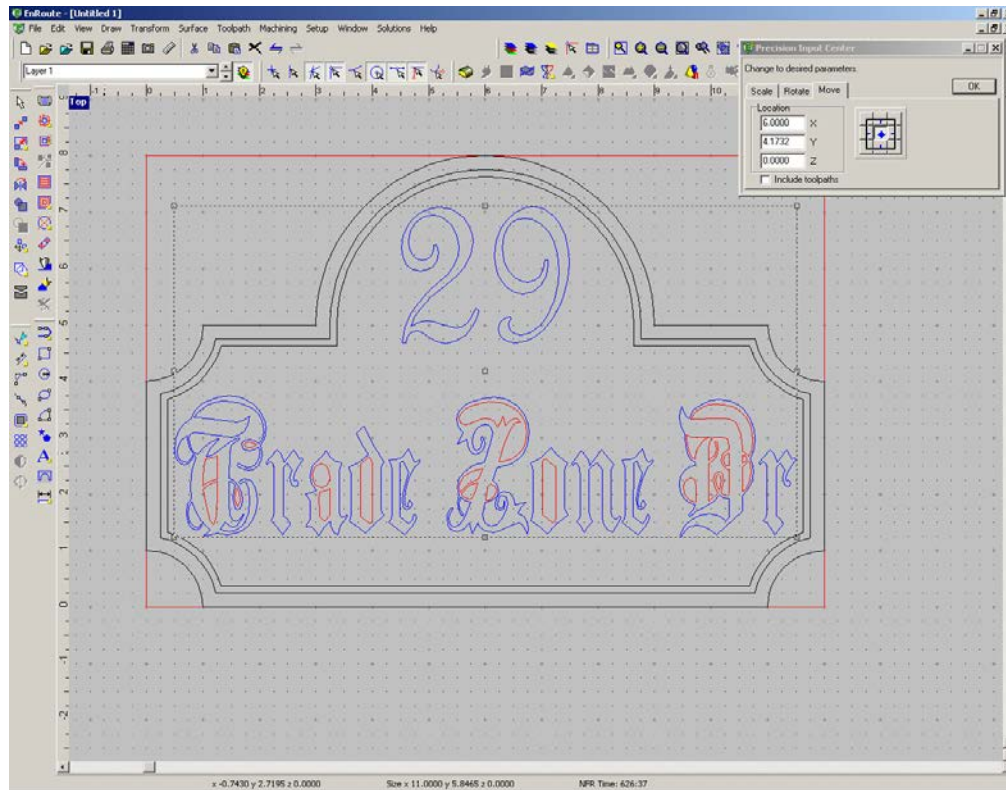 EnRoute - [Untitled 1]
File Edit View Draw Transform Surface Toolpath Machining Setup Window Solutions Help
Layer 1
Precision Input Center
Change to desired parameters.
OK
Scale Rotate Move
Location
6.0000 X
4.1732 Y
0.0000 Z
Include toolpaths
Top
29
Trade Zone Dr
x -0.7430 y 2.7195 z 0.0000 Size x 11.0000 y 5.8465 z 0.0000 NFR Time: 626:37